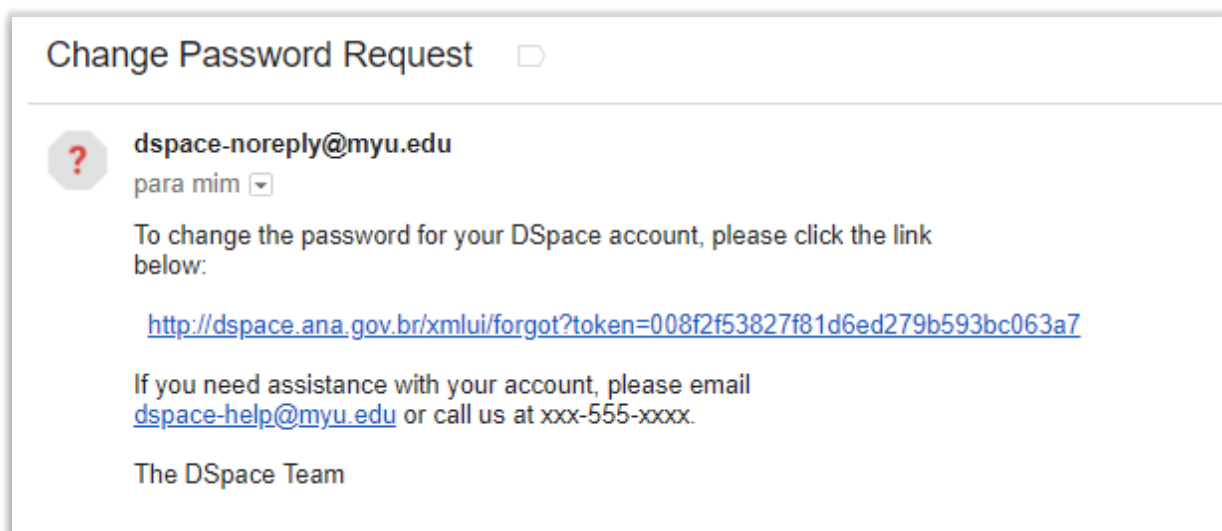 Change Password Request
?
dspace-noreply@myu.edu
para mim
To change the password for your DSpace account, please click the link
below:
http://dspace.ana.gov.br/xmlui/forgot?token=008f2f53827f81d6ed279b593bc063a7
If you need assistance with your account, please email
dspace-help@myu.edu or call us at xxx-555-xxxx.
The DSpace Team